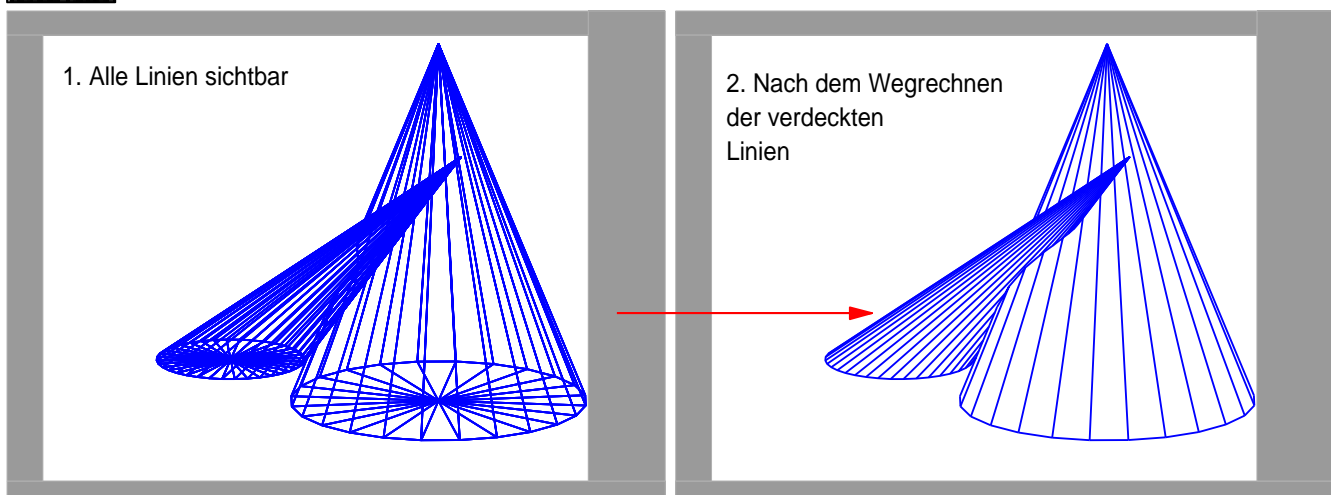 1. Alle Linien sichtbar
2. Nach dem Wegrechnen
der verdeckten
Linien